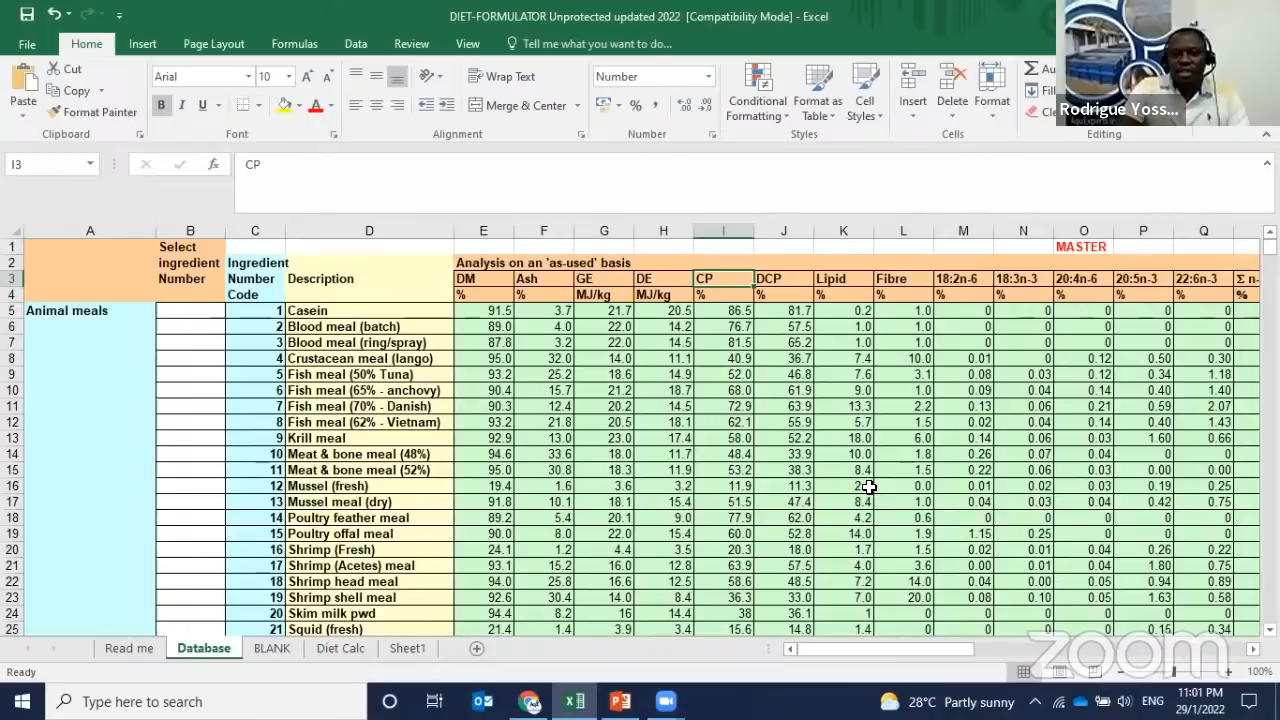 DIET-FORMULATOR Unprotected updated 2022 [Compatibility Mode] - Excel
File Home Insert Page Layout Formulas Data Review View Tell me what you want to do...
Cut
Copy
Format Painter
Paste
Clipboard
Arial 10
B I U
Font
Wrap Text
Merge & Center
Alignment
Number
Number
Conditional Formatting
Format as Table
Cell Styles
Styles
Insert Delete Format
Cells
Editing
Rodrigue Yoss...
I3 CP
A B C D E F G H I J K L M N O P Q
1 Select MASTER
2 ingredient Ingredient Analysis on an 'as-used' basis
3 Number Number Description DM Ash GE DE CP DCP Lipid Fibre 18:2n-6 18:3n-3 20:4n-6 20:5n-3 22:6n-3 Σ n-
4 Code % % MJ/kg MJ/kg % % % % % % % % % %
5 Animal meals 1 Casein 91.5 3.7 21.7 20.5 86.5 81.7 0.2 1.0 0 0 0 0 0
6 2 Blood meal (batch) 89.0 4.0 22.0 14.2 76.7 57.5 1.0 1.0 0 0 0 0 0
7 3 Blood meal (ring/spray) 87.8 3.2 22.0 14.5 81.5 65.2 1.0 1.0 0 0 0 0 0
8 4 Crustacean meal (lango) 95.0 32.0 14.0 11.1 40.9 36.7 7.4 10.0 0.01 0 0.12 0.50 0.30
9 5 Fish meal (50% Tuna) 93.2 25.2 18.6 14.9 52.0 46.8 7.6 3.1 0.08 0.03 0.12 0.34 1.18
10 6 Fish meal (65% - anchovy) 90.4 15.7 21.2 18.7 68.0 61.9 9.0 1.0 0.09 0.04 0.14 0.40 1.40
11 7 Fish meal (70% - Danish) 90.3 12.4 20.2 14.5 72.9 63.9 13.3 2.2 0.13 0.06 0.21 0.59 2.07
12 8 Fish meal (62% - Vietnam) 93.2 21.8 20.5 18.1 62.1 55.9 5.7 1.5 0.02 0.04 0.14 0.40 1.43
13 9 Krill meal 92.9 13.0 23.0 17.4 58.0 52.2 18.0 6.0 0.14 0.06 0.03 1.60 0.66
14 10 Meat & bone meal (48%) 94.6 33.6 18.0 11.7 48.4 33.9 10.0 1.8 0.26 0.07 0.04 0 0
15 11 Meat & bone meal (52%) 95.0 30.8 18.3 11.9 53.2 38.3 8.4 1.5 0.22 0.06 0.03 0.00 0.00
16 12 Mussel (fresh) 19.4 1.6 3.6 3.2 11.9 11.3 0.0 0.01 0.02 0.03 0.19 0.25
17 13 Mussel meal (dry) 91.8 10.1 18.1 15.4 51.5 47.4 8.4 1.0 0.04 0.03 0.04 0.42 0.75
18 14 Poultry feather meal 89.2 5.4 20.1 9.0 77.9 62.0 4.2 0.6 0 0 0 0 0
19 15 Poultry offal meal 90.0 8.0 22.0 15.4 60.0 52.8 14.0 1.9 1.15 0.25 0 0 0
20 16 Shrimp (Fresh) 24.1 1.2 4.4 3.5 20.3 18.0 1.7 1.5 0.02 0.01 0.04 0.26 0.22
21 17 Shrimp (Acetes) meal 93.1 15.2 16.0 12.8 63.9 57.5 4.0 3.6 0.03 0.01 0.04 1.80 0.75
22 18 Shrimp head meal 94.0 25.8 16.6 12.5 58.6 48.5 7.2 14.0 0.04 0.00 0.05 0.94 0.89
23 19 Shrimp shell meal 92.6 30.4 14.0 8.4 36.3 33.0 7.0 20.0 0.08 0.10 0.05 1.63 0.58
24 20 Skim milk pwd 94.4 8.2 16 14.4 38 36.1 1 0 0 0 0 0 0
25 21 Squid (fresh) 21.4 1.4 3.9 3.4 15.6 14.8 1.4 0 0 0 0 0.15 0.34
Read me Database BLANK Diet Calc Sheet1
zoom
Ready 100%
Type here to search
28°C Partly sunny ENG
11:01 PM
29/1/2022